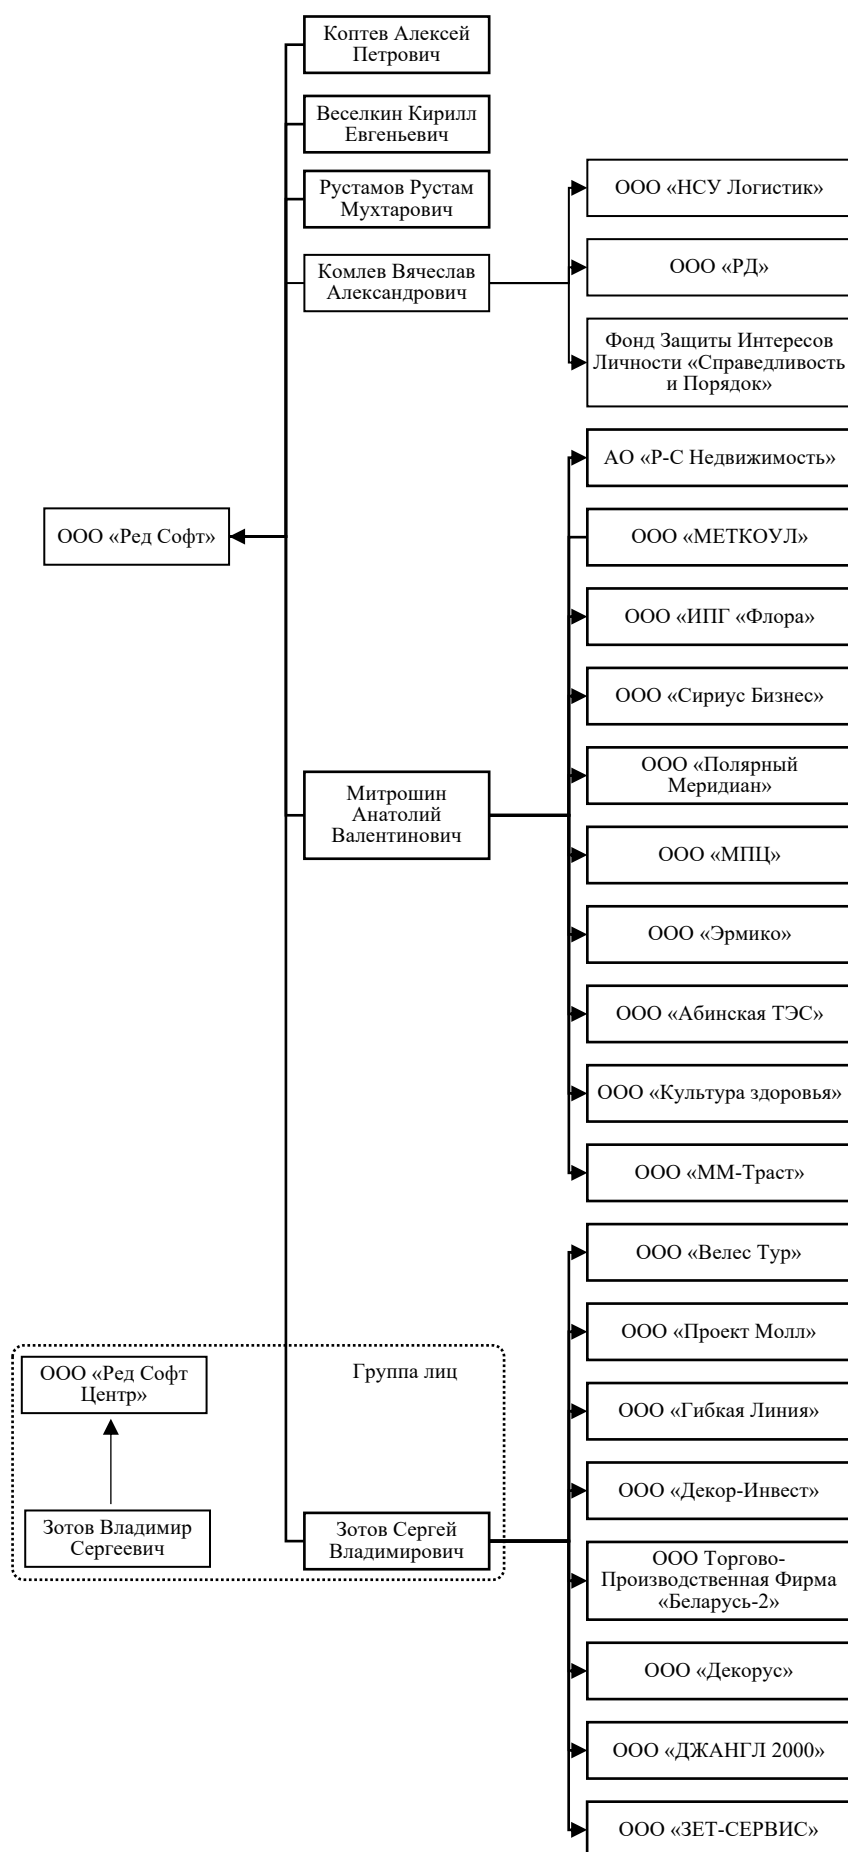 Коптев Алексей
Петрович
Веселкин Кирилл
Евгеньевич
Рустамов Рустам
Мухтарович
Комлев Вячеслав
Александрович
ООО «НСУ Логистик»
ООО «РД»
Фонд Защиты Интересов
Личности «Справедливость
и Порядок»
АО «Р-С Недвижимость»
ООО «Ред Софт»
ООО «МЕТКОУЛ»
ООО «ИПГ «Флора»
ООО «Сириус Бизнес»
ООО «Полярный
Меридиан»
Митрошин
Анатолий
Валентинович
ООО «МПЦ»
ООО «Эрмико»
ООО «Абинская ТЭС»
ООО «Культура здоровья»
ООО «ММ-Траст»
ООО «Велес Тур»
ООО «Проект Молл»
Группа лиц
ООО «Ред Софт
Центр»
ООО «Гибкая Линия»
ООО «Декор-Инвест»
Зотов Владимир
Сергеевич
Зотов Сергей
Владимирович
ООО Торгово-
Производственная Фирма
«Беларусь-2»
ООО «Декорус»
ООО «ДЖАНГЛ 2000»
ООО «ЗЕТ-СЕРВИС»